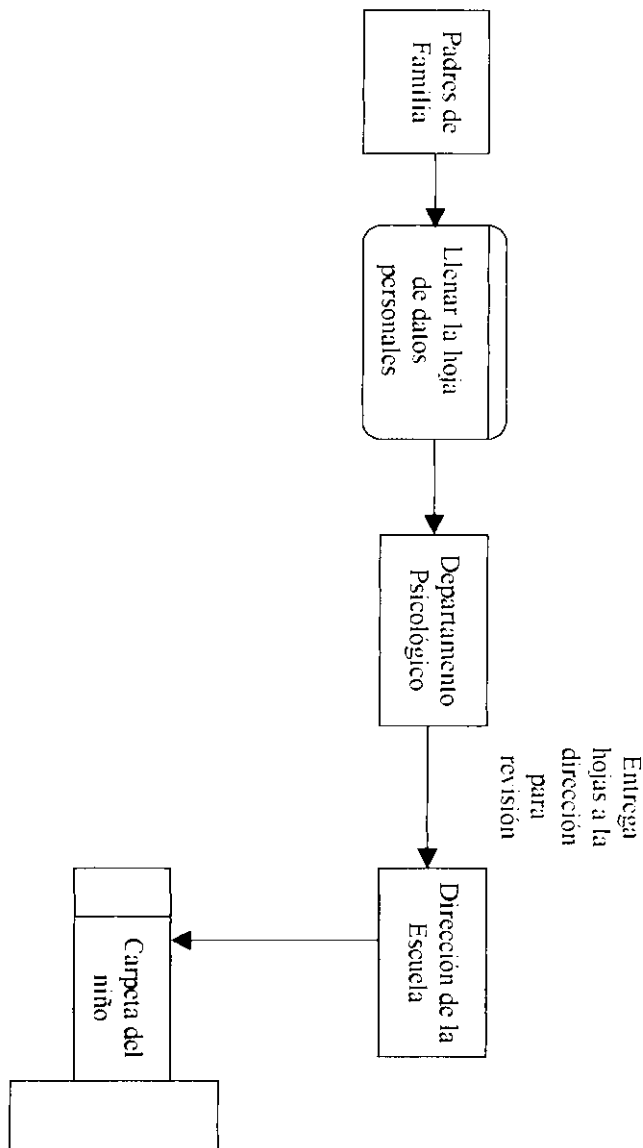 Padres de
Familia
Llenar la hoja
de datos
personales
Departamento
Psicológico
Entrega
hojas a la
dirección
para
revisión
Dirección de la
Escuela
Carpeta del
niño